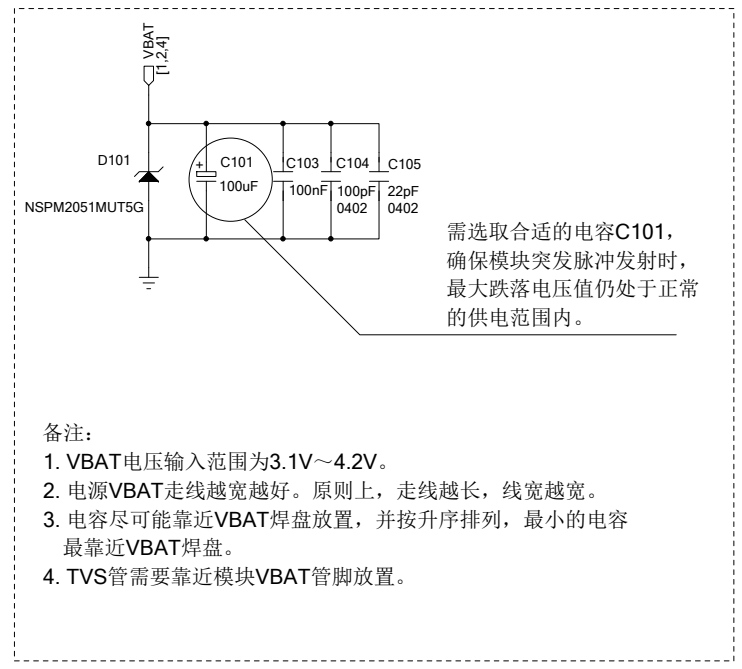 VBAT
[1,2,4]
D101
NSPM2051MUT5G
+
C101
100uF
C103
100nF
C104
100pF
0402
C105
22pF
0402
需选取合适的电容C101，
确保模块突发脉冲发射时，
最大跌落电压值仍处于正常
的供电范围内。
备注：
1. VBAT电压输入范围为3.1V～4.2V。
2. 电源VBAT走线越宽越好。原则上，走线越长，线宽越宽。
3. 电容尽可能靠近VBAT焊盘放置，并按升序排列，最小的电容
最靠近VBAT焊盘。
4. TVS管需要靠近模块VBAT管脚放置。